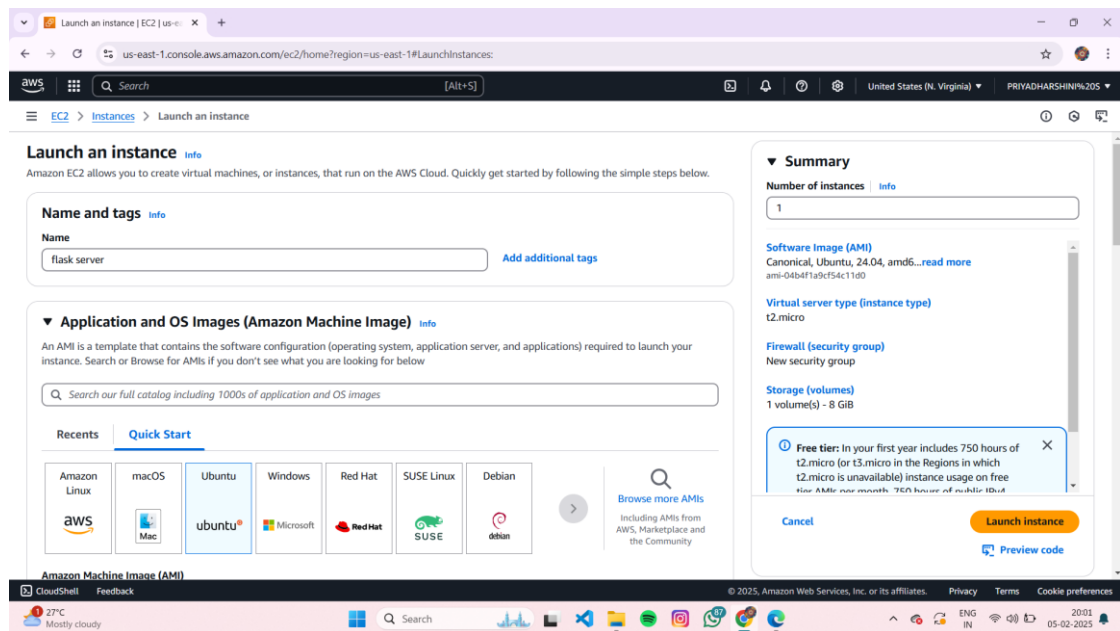 Launch an instance | EC2 | us-e
us-east-1.console.aws.amazon.com/ec2/home?region=us-east-1#LaunchInstances:
aws
Search
[Alt+S]
United States (N. Virginia) ▼
PRIYADHARSHINI%20S ▼
EC2 > Instances > Launch an instance
Launch an instance Info
Amazon EC2 allows you to create virtual machines, or instances, that run on the AWS Cloud. Quickly get started by following the simple steps below.
Name and tags Info
Name
flask server
Add additional tags
▼ Application and OS Images (Amazon Machine Image) Info
An AMI is a template that contains the software configuration (operating system, application server, and applications) required to launch your
instance. Search or Browse for AMIs if you don't see what you are looking for
below
Search our full catalog including 1000s of application and OS images
Recents
Quick Start
Amazon
Linux
aws
macOS
Mac
Ubuntu
ubuntu®
Windows
Microsoft
Red Hat
Red Hat
SUSE Linux
SUSE
Debian
debian
Browse more AMIs
Including AMIs from
AWS, Marketplace and
the Community
Amazon Machine Image (AMI)
▼ Summary
Number of instances Info
1
Software Image (AMI)
Canonical, Ubuntu, 24.04, amd6...read more
ami-04b4f1a9cf54c11d0
Virtual server type (instance type)
t2.micro
Firewall (security group)
New security group
Storage (volumes)
1 volume(s) - 8 GiB
Free tier: In your first year includes 750 hours of
t2.micro (or t3.micro in the Regions in which
t2.micro is unavailable) instance usage on free
tier AMIs per month, 750 hours of public IPv4
Cancel
Launch instance
Preview code
CloudShell
Feedback
© 2025, Amazon Web Services, Inc. or its affiliates.
Privacy
Terms
Cookie preferences
1
27°C
Mostly cloudy
Search
87
ENG
IN
20:01
05-02-2025